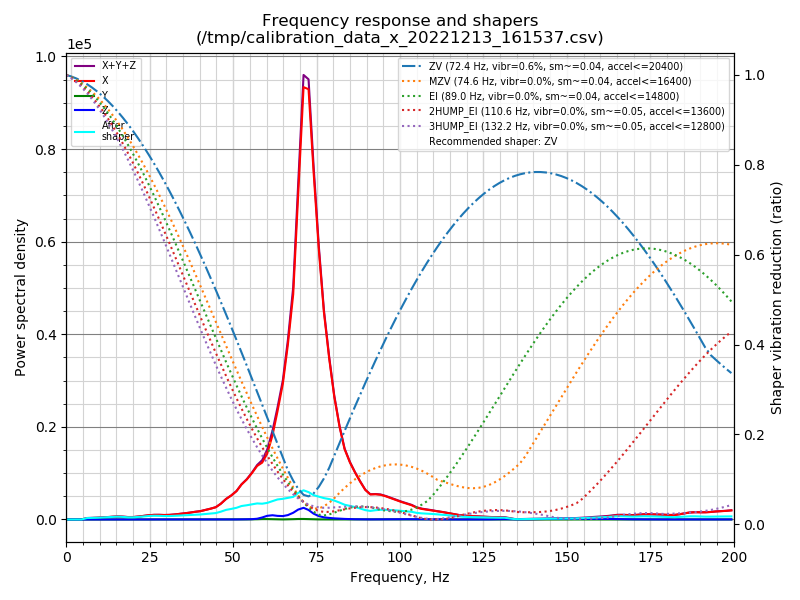 Frequency response and shapers
(/tmp/calibration_data_x_20221213_161537.csv)
1e5
X+Y+Z
X
Y
Z
After
shaper
ZV (72.4 Hz, vibr=0.6%, sm~=0.04, accel<=20400)
MZV (74.6 Hz, vibr=0.0%, sm~=0.04, accel<=16400)
EI (89.0 Hz, vibr=0.0%, sm~=0.04, accel<=14800)
2HUMP_EI (110.6 Hz, vibr=0.0%, sm~=0.05, accel<=13600)
3HUMP_EI (132.2 Hz, vibr=0.0%, sm~=0.05, accel<=12800)
Recommended shaper: ZV
Power spectral density
1.0
0.8
0.6
0.4
0.2
0.0
1.0
0.8
0.6
0.4
0.2
0.0
Shaper vibration reduction (ratio)
0 25 50 75 100 125 150 175 200
Frequency, Hz